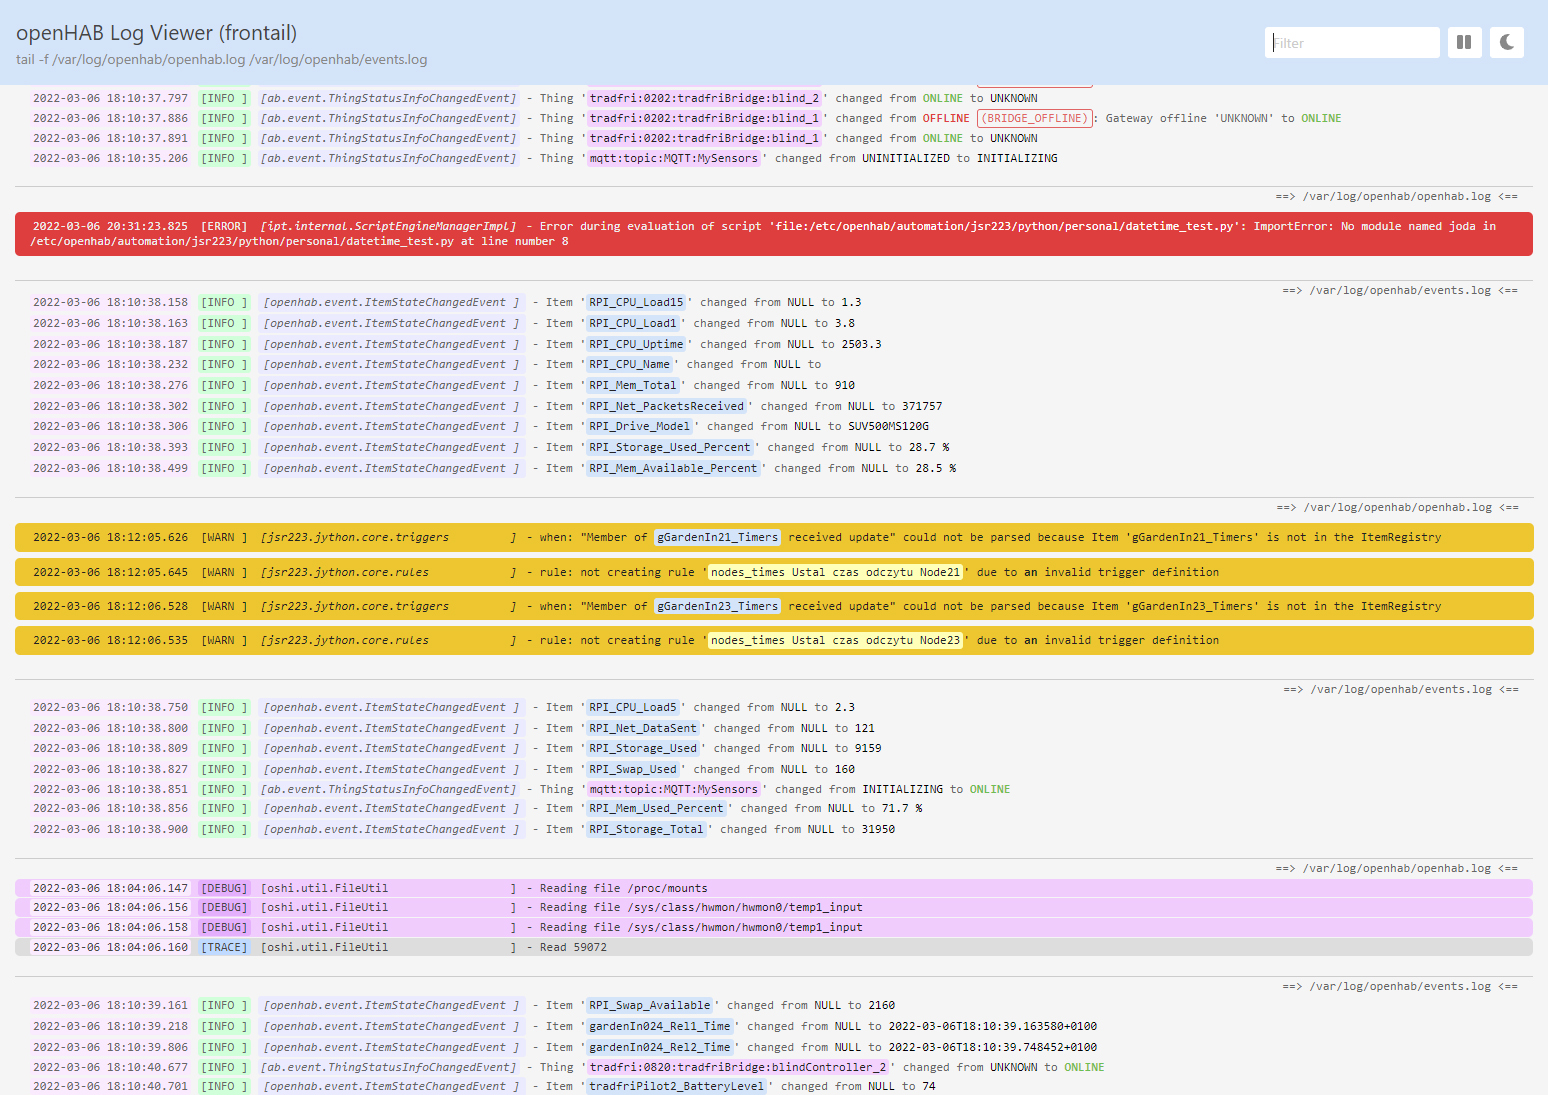 openHAB Log Viewer (frontail)
tail -f /var/log/openhab/openhab.log /var/log/openhab/events.log
Filter
2022-03-06 18:10:37.797 [INFO ] [ab.event.ThingStatusInfoChangedEvent] - Thing 'tradfri:0202:tradfriBridge:blind_2' changed from ONLINE to UNKNOWN
2022-03-06 18:10:37.886 [INFO ] [ab.event.ThingStatusInfoChangedEvent] - Thing 'tradfri:0202:tradfriBridge:blind_1' changed from OFFLINE (BRIDGE_OFFLINE): Gateway offline 'UNKNOWN' to ONLINE
2022-03-06 18:10:37.891 [INFO ] [ab.event.ThingStatusInfoChangedEvent] - Thing 'tradfri:0202:tradfriBridge:blind_1' changed from ONLINE to UNKNOWN
2022-03-06 18:10:35.206 [INFO ] [ab.event.ThingStatusInfoChangedEvent] - Thing 'mqtt:topic:MQTT:MySensors' changed from UNINITIALIZED to INITIALIZING
==> /var/log/openhab/openhab.log <==
2022-03-06 20:31:23.825 [ERROR] [ipt.internal.ScriptEngineManagerImpl] - Error during evaluation of script 'file:/etc/openhab/automation/jsr223/python/personal/datetime_test.py': ImportError: No module named joda in
/etc/openhab/automation/jsr223/python/personal/datetime_test.py at line number 8
==> /var/log/openhab/events.log <==
2022-03-06 18:10:38.158 [INFO ] [openhab.event.ItemStateChangedEvent ] - Item 'RPI_CPU_Load15' changed from NULL to 1.3
2022-03-06 18:10:38.163 [INFO ] [openhab.event.ItemStateChangedEvent ] - Item 'RPI_CPU_Load1' changed from NULL to 3.8
2022-03-06 18:10:38.187 [INFO ] [openhab.event.ItemStateChangedEvent ] - Item 'RPI_CPU_Uptime' changed from NULL to 2503.3
2022-03-06 18:10:38.232 [INFO ] [openhab.event.ItemStateChangedEvent ] - Item 'RPI_CPU_Name' changed from NULL to
2022-03-06 18:10:38.276 [INFO ] [openhab.event.ItemStateChangedEvent ] - Item 'RPI_Mem_Total' changed from NULL to 910
2022-03-06 18:10:38.302 [INFO ] [openhab.event.ItemStateChangedEvent ] - Item 'RPI_Net_PacketsReceived' changed from NULL to 371757
2022-03-06 18:10:38.306 [INFO ] [openhab.event.ItemStateChangedEvent ] - Item 'RPI_Drive_Model' changed from NULL to SUV500MS120G
2022-03-06 18:10:38.393 [INFO ] [openhab.event.ItemStateChangedEvent ] - Item 'RPI_Storage_Used_Percent' changed from NULL to 28.7 %
2022-03-06 18:10:38.499 [INFO ] [openhab.event.ItemStateChangedEvent ] - Item 'RPI_Mem_Available_Percent' changed from NULL to 28.5 %
==> /var/log/openhab/openhab.log <==
2022-03-06 18:12:05.626 [WARN ] [jsr223.jython.core.triggers ] - when: "Member of gGardenIn21_Timers received update" could not be parsed because Item 'gGardenIn21_Timers' is not in the ItemRegistry
2022-03-06 18:12:05.645 [WARN ] [jsr223.jython.core.rules ] - rule: not creating rule 'nodes_times Ustal czas odczytu Node21' due to an invalid trigger definition
2022-03-06 18:12:06.528 [WARN ] [jsr223.jython.core.triggers ] - when: "Member of gGardenIn23_Timers received update" could not be parsed because Item 'gGardenIn23_Timers' is not in the ItemRegistry
2022-03-06 18:12:06.535 [WARN ] [jsr223.jython.core.rules ] - rule: not creating rule 'nodes_times Ustal czas odczytu Node23' due to an invalid trigger definition
==> /var/log/openhab/events.log <==
2022-03-06 18:10:38.750 [INFO ] [openhab.event.ItemStateChangedEvent ] - Item 'RPI_CPU_Load5' changed from NULL to 2.3
2022-03-06 18:10:38.800 [INFO ] [openhab.event.ItemStateChangedEvent ] - Item 'RPI_Net_DataSent' changed from NULL to 121
2022-03-06 18:10:38.809 [INFO ] [openhab.event.ItemStateChangedEvent ] - Item 'RPI_Storage_Used' changed from NULL to 9159
2022-03-06 18:10:38.827 [INFO ] [openhab.event.ItemStateChangedEvent ] - Item 'RPI_Swap_Used' changed from NULL to 160
2022-03-06 18:10:38.851 [INFO ] [ab.event.ThingStatusInfoChangedEvent] - Thing 'mqtt:topic:MQTT:MySensors' changed from INITIALIZING to ONLINE
2022-03-06 18:10:38.856 [INFO ] [openhab.event.ItemStateChangedEvent ] - Item 'RPI_Mem_Used_Percent' changed from NULL to 71.7 %
2022-03-06 18:10:38.900 [INFO ] [openhab.event.ItemStateChangedEvent ] - Item 'RPI_Storage_Total' changed from NULL to 31950
==> /var/log/openhab/openhab.log <==
2022-03-06 18:04:06.147 [DEBUG] [oshi.util.FileUtil ] - Reading file /proc/mounts
2022-03-06 18:04:06.156 [DEBUG] [oshi.util.FileUtil ] - Reading file /sys/class/hwmon/hwmon0/temp1_input
2022-03-06 18:04:06.158 [DEBUG] [oshi.util.FileUtil ] - Reading file /sys/class/hwmon/hwmon0/temp1_input
2022-03-06 18:04:06.160 [TRACE] [oshi.util.FileUtil ] - Read 59072
==> /var/log/openhab/events.log <==
2022-03-06 18:10:39.161 [INFO ] [openhab.event.ItemStateChangedEvent ] - Item 'RPI_Swap_Available' changed from NULL to 2160
2022-03-06 18:10:39.218 [INFO ] [openhab.event.ItemStateChangedEvent ] - Item 'gardenIn024_Rel1_Time' changed from NULL to 2022-03-06T18:10:39.163580+0100
2022-03-06 18:10:39.806 [INFO ] [openhab.event.ItemStateChangedEvent ] - Item 'gardenIn024_Rel2_Time' changed from NULL to 2022-03-06T18:10:39.748452+0100
2022-03-06 18:10:40.677 [INFO ] [ab.event.ThingStatusInfoChangedEvent] - Thing 'tradfri:0820:tradfriBridge:blindController_2' changed from UNKNOWN to ONLINE
2022-03-06 18:10:40.701 [INFO ] [openhab.event.ItemStateChangedEvent ] - Item 'tradfriPilot2_BatteryLevel' changed from NULL to 74